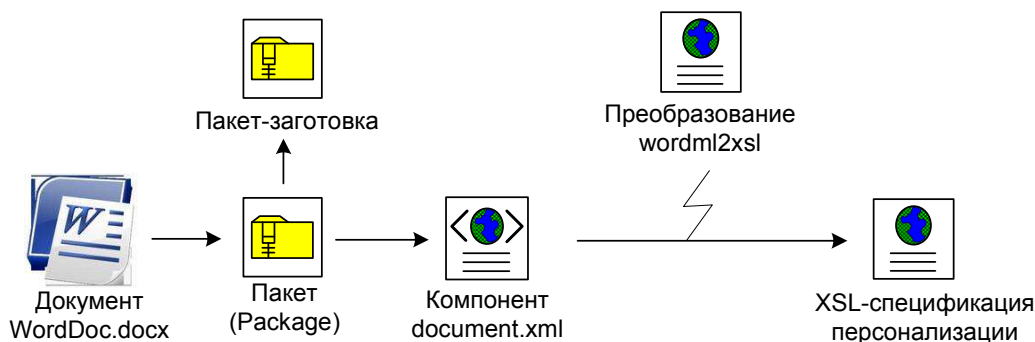 Пакет-заготовка
Преобразование
wordml2xsl
Документ
WordDoc.docx
Пакет
(Package)
Компонент
document.xml
XSL-спецификация
персонализации